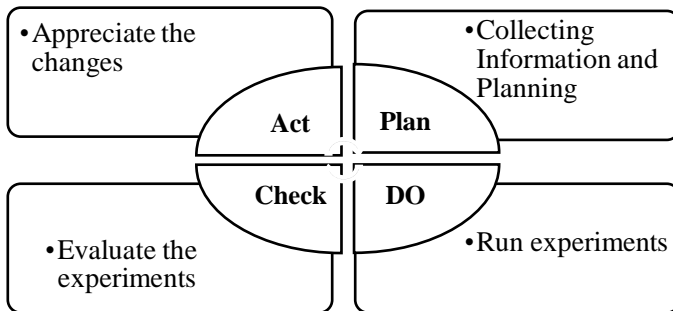 •Appreciate the
changes
•Collecting
Information and
Planning
Act
Plan
Check
DO
•Evaluate the
experiments
•Run experiments